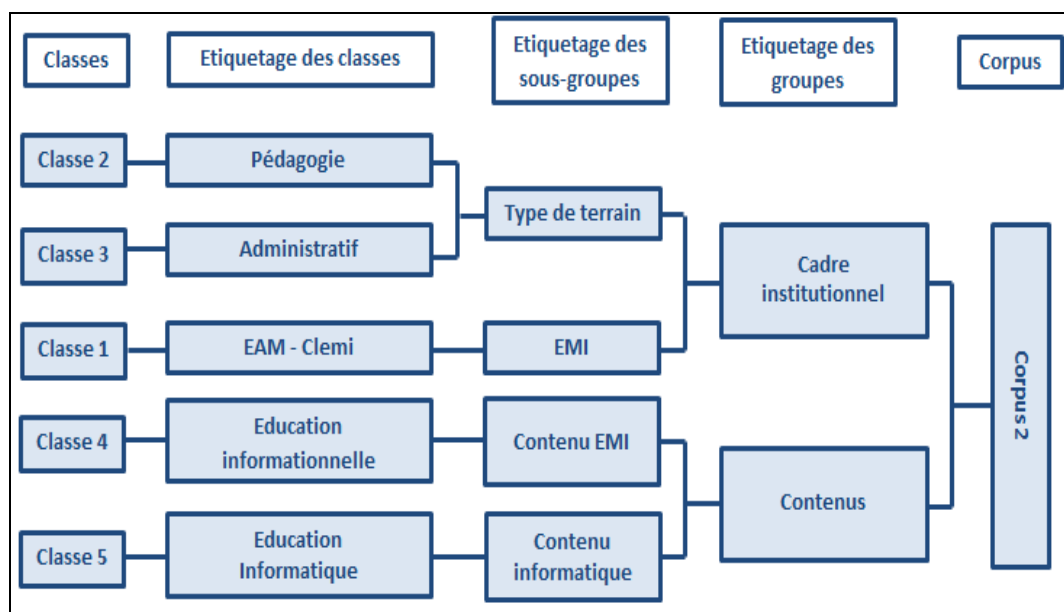 Classes
Etiquetage des classes
Etiquetage des
sous-groupes
Etiquetage des
groupes
Corpus
Classe 2
Pédagogie
Type de terrain
Classe 3
Administratif
Cadre
institutionnel
Classe 1
EAM - Clemi
EMI
Corpus 2
Classe 4
Education
informationnelle
Contenu EMI
Contenus
Classe 5
Education
Informatique
Contenu
informatique